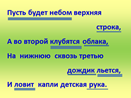 Пусть будет небом верхняя
строка,
А во второй клубятся облака,
На нижнюю сквозь третью
дождик льется,
И ловит капли детская рука.